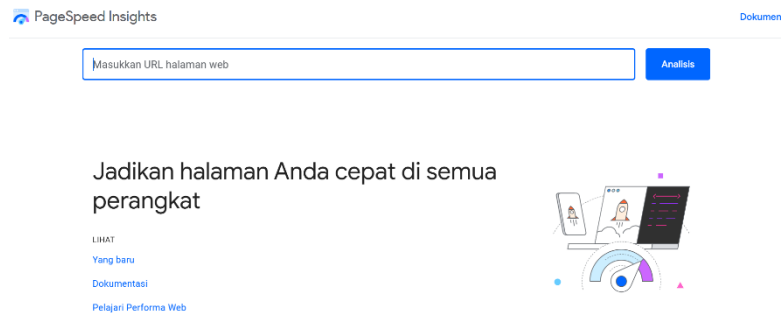 PageSpeed Insights
Masukkan URL halaman web
Analisis
Jadikan halaman Anda cepat di semua
perangkat
LIHAT
Yang baru
Dokumentasi
Pelajari Performa Web